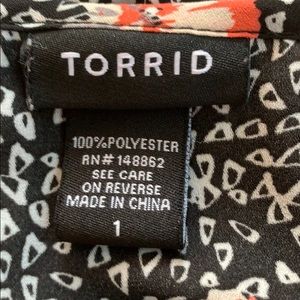 TORRID
100%POLYESTER
RN#148862
SEE CARE
ON REVERSE
MADE IN CHINA
1